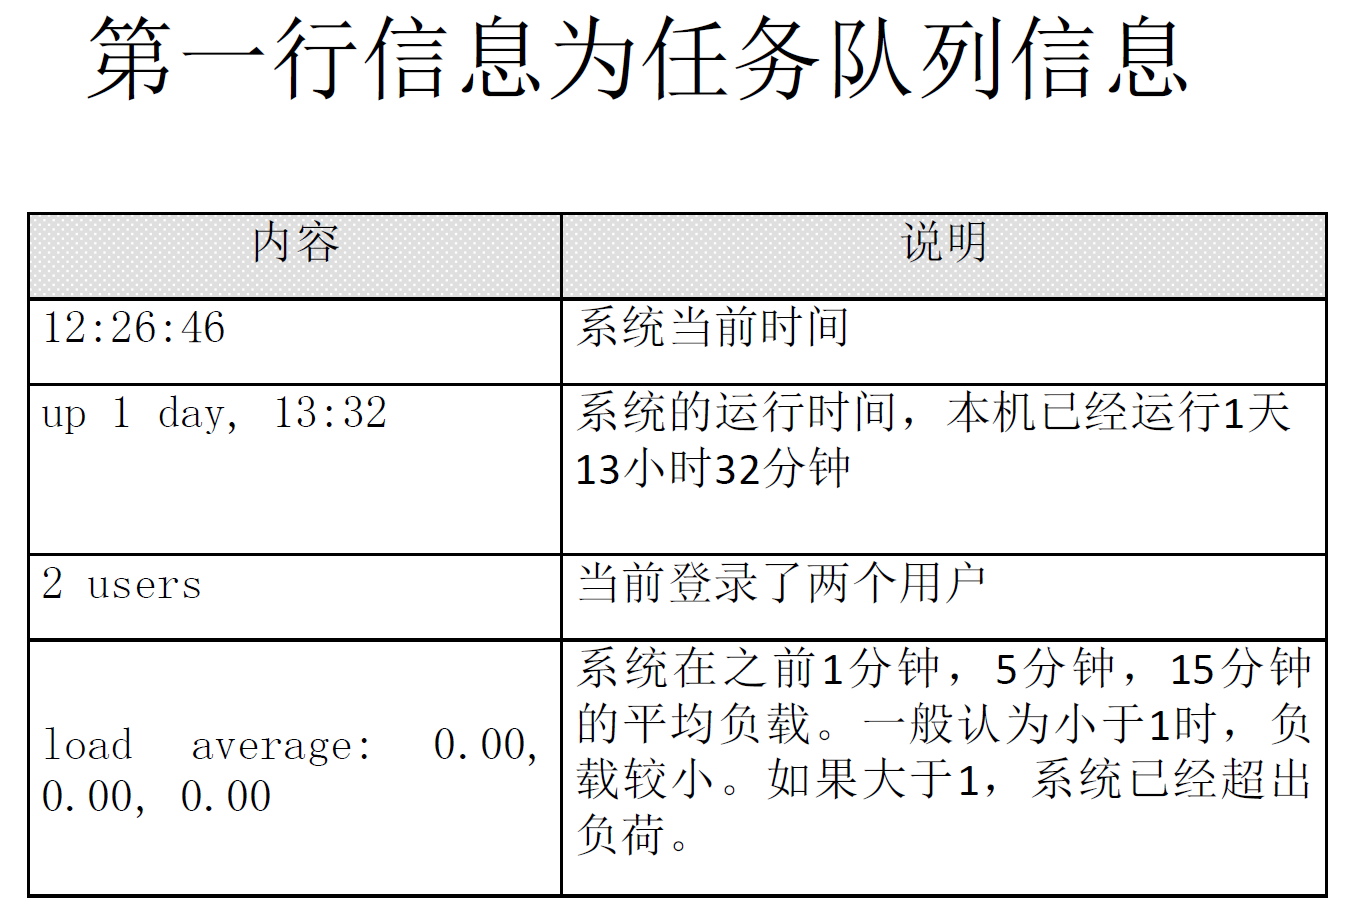 第一行信息为任务队列信息
内容 说明
12:26:46 系统当前时间
up 1 day, 13:32 系统的运行时间，本机已经运行1天
13小时32分钟
2 users 当前登录了两个用户
load average: 0.00,
0.00, 0.00
系统在之前1分钟，5分钟，15分钟
的平均负载。一般认为小于1时，负
载较小。如果大于1，系统已经超出
负荷。